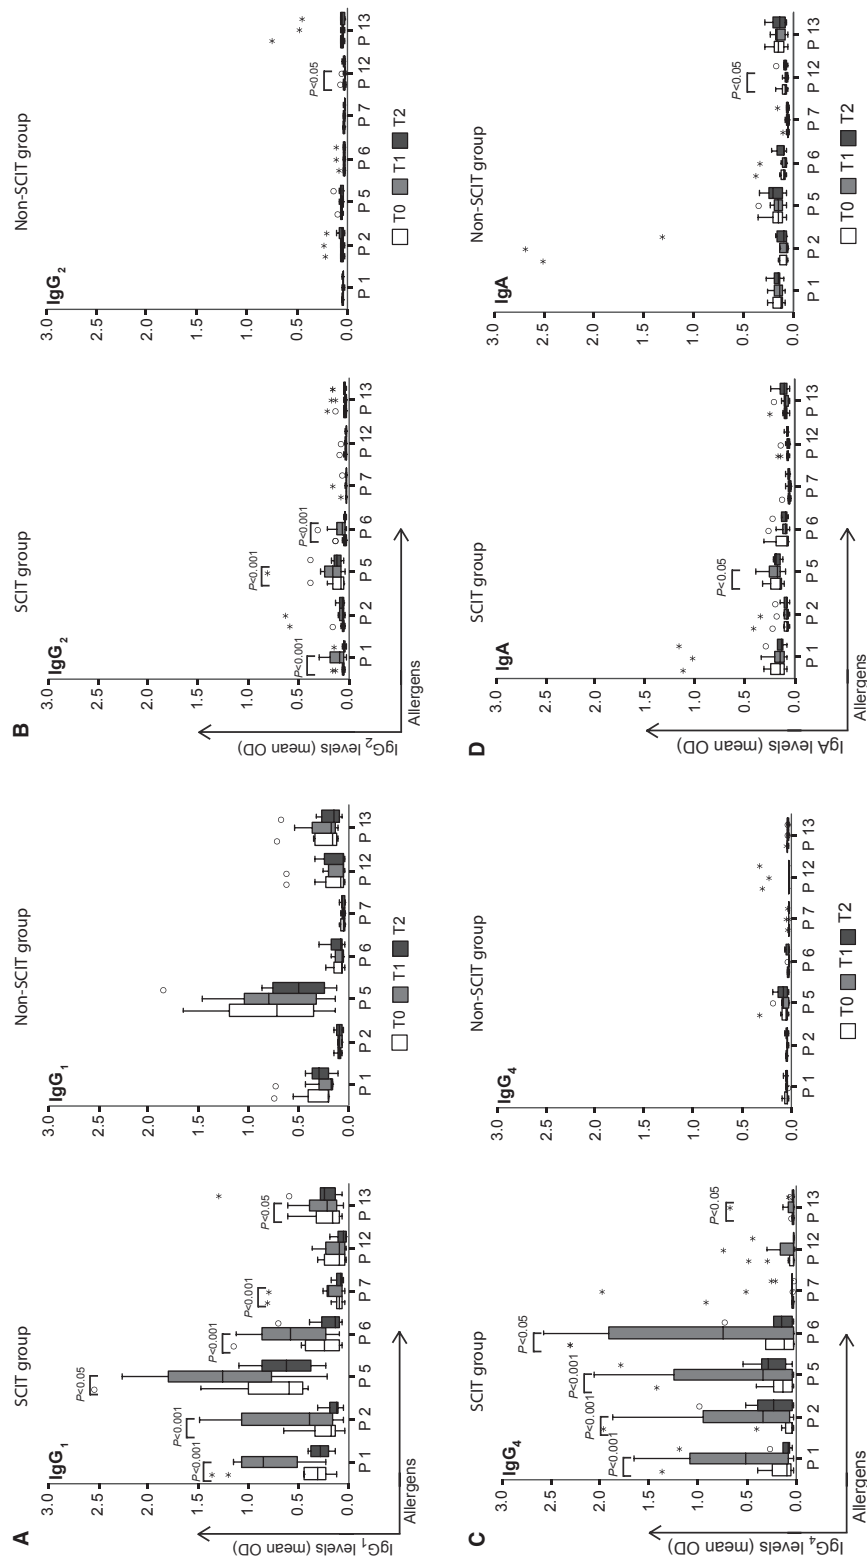 A
SCIT group
Non-SCIT group
IgG1
IgG1
3.0
2.5
2.0
1.5
1.0
0.5
0.0
3.0
2.5
2.0
1.5
1.0
0.5
0.0
P<0.001
P<0.001
P<0.05
P<0.001
P<0.001
P<0.05
P 1
P 2
P 5
P 6
P 7
P 12
P 13
P 1
P 2
P 5
P 6
P 7
P 12
P 13
T0 T1 T2
IgG1 levels (mean OD)
Allergens
B
SCIT group
Non-SCIT group
IgG2
IgG2
3.0
2.5
2.0
1.5
1.0
0.5
0.0
3.0
2.5
2.0
1.5
1.0
0.5
0.0
P<0.001
P<0.001
P<0.001
P<0.05
P 1
P 2
P 5
P 6
P 7
P 12
P 13
P 1
P 2
P 5
P 6
P 7
P 12
P 13
T0 T1 T2
IgG2 levels (mean OD)
Allergens
C
SCIT group
Non-SCIT group
IgG4
IgG4
3.0
2.5
2.0
1.5
1.0
0.5
0.0
3.0
2.5
2.0
1.5
1.0
0.5
0.0
P<0.001
P<0.001
P<0.001
P<0.05
P<0.05
P 1
P 2
P 5
P 6
P 7
P 12
P 13
P 1
P 2
P 5
P 6
P 7
P 12
P 13
T0 T1 T2
IgG4 levels (mean OD)
Allergens
D
SCIT group
Non-SCIT group
IgA
IgA
3.0
2.5
2.0
1.5
1.0
0.5
0.0
3.0
2.5
2.0
1.5
1.0
0.5
0.0
P<0.05
P<0.05
P 1
P 2
P 5
P 6
P 7
P 12
P 13
P 1
P 2
P 5
P 6
P 7
P 12
P 13
T0 T1 T2
IgA levels (mean OD)
Allergens